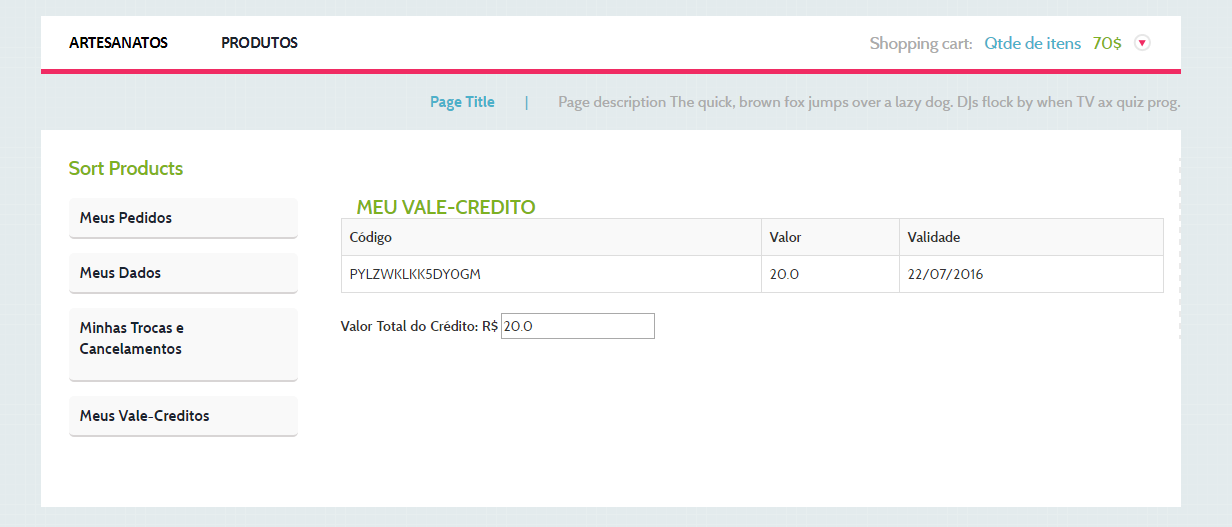 ARTESANATOS PRODUTOS Shopping cart: Qtde de itens 70$
Page Title | Page description The quick, brown fox jumps over a lazy dog. DJs flock by when TV ax quiz prog.
Sort Products
Meus Pedidos
Meus Dados
Minhas Trocas e
Cancelamentos
Meus Vale-Creditos
MEU VALE-CREDITO
Código Valor Validade
PYLZWKLKK5DY0GM 20.0 22/07/2016
Valor Total do Crédito: R$ 20.0